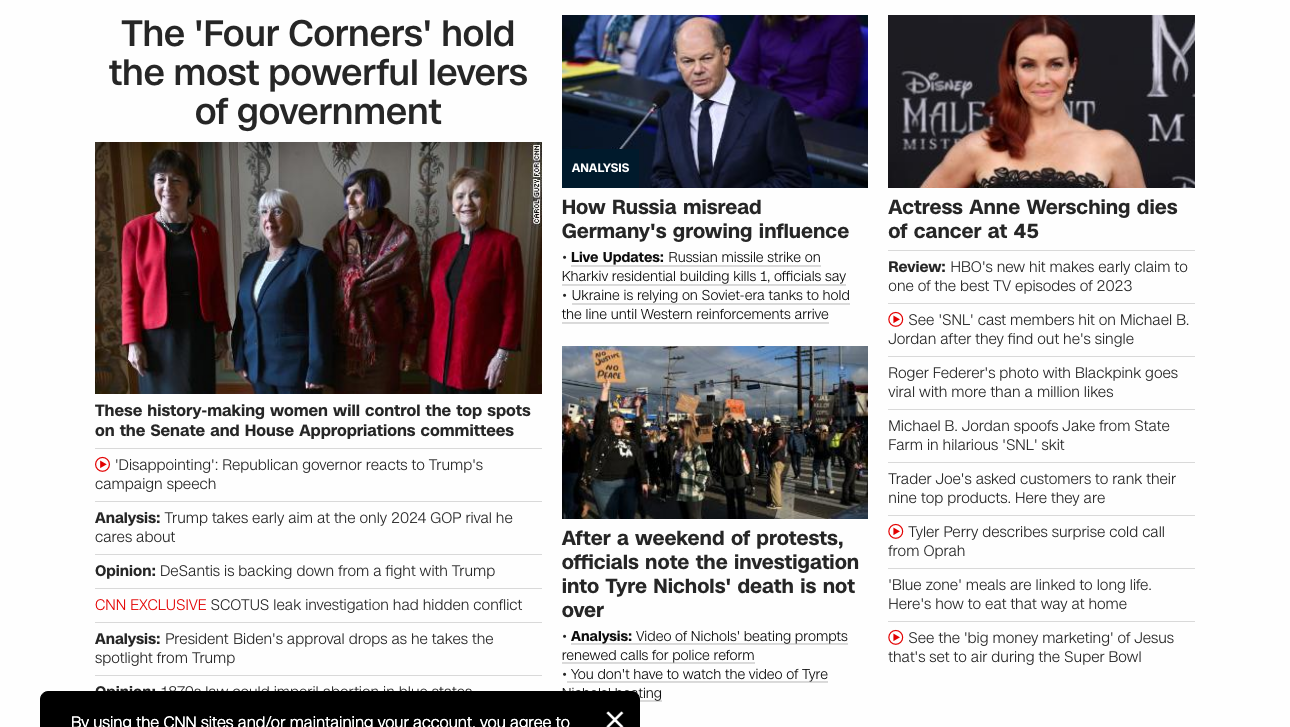 The 'Four Corners' hold
the most powerful levers
of government
CAROL GUZY FOR CNN
These history-making women will control the top spots
on the Senate and House Appropriations committees
'Disappointing': Republican governor reacts to Trump's
campaign speech
Analysis: Trump takes early aim at the only 2024 GOP rival he
cares about
Opinion: DeSantis is backing down from a fight with Trump
CNN EXCLUSIVE SCOTUS leak investigation had hidden conflict
Analysis: President Biden's approval drops as he takes the
spotlight from Trump
Opinion: 1870s law could imperil abortion in blue states
By using the CNN sites and/or maintaining your account, you agree to
ANALYSIS
How Russia misread
Germany's growing influence
• Live Updates: Russian missile strike on
Kharkiv residential building kills 1, officials say
• Ukraine is relying on Soviet-era tanks to hold
the line until Western reinforcements arrive
NO
JUSTICE
NO
PEACE
After a weekend of protests,
officials note the investigation
into Tyre Nichols' death is not
over
• Analysis: Video of Nichols' beating prompts
renewed calls for police reform
• You don't have to watch the video of Tyre
Nichols' beating
Disney
MALEFICENT
MIST
M
M
Actress Anne Wersching dies
of cancer at 45
Review: HBO's new hit makes early claim to
one of the best TV episodes of 2023
See 'SNL' cast members hit on Michael B.
Jordan after they find out he's single
Roger Federer's photo with Blackpink goes
viral with more than a million likes
Michael B. Jordan spoofs Jake from State
Farm in hilarious 'SNL' skit
Trader Joe's asked customers to rank their
nine top products. Here they are
Tyler Perry describes surprise cold call
from Oprah
'Blue zone' meals are linked to long life.
Here's how to eat that way at home
See the 'big money marketing' of Jesus
that's set to air during the Super Bowl